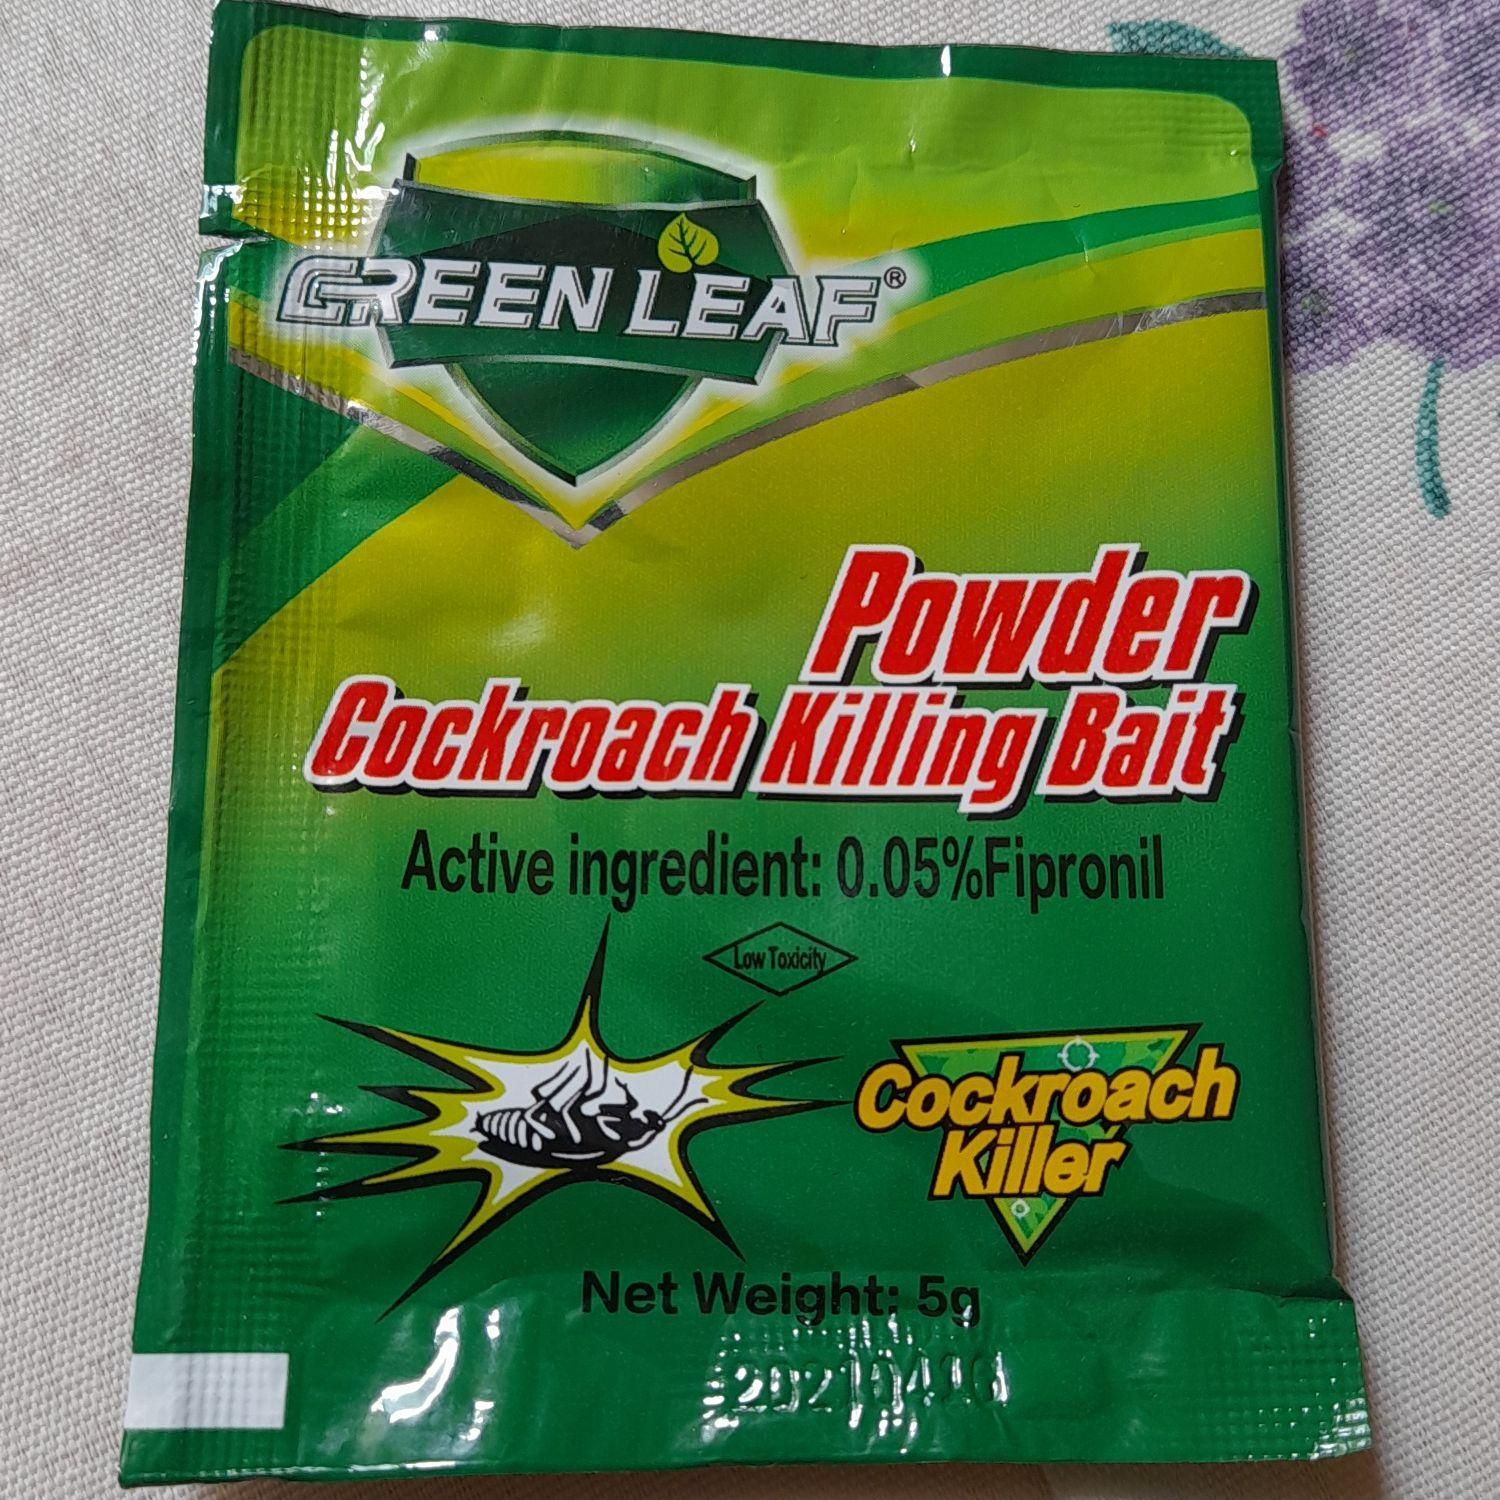 GREEN LEAF®
Powder
Cockroach Killing Bait
Active ingredient: 0.05%Fipronil
Low Toxicity
Cockroach
Killer
Net Weight: 5g